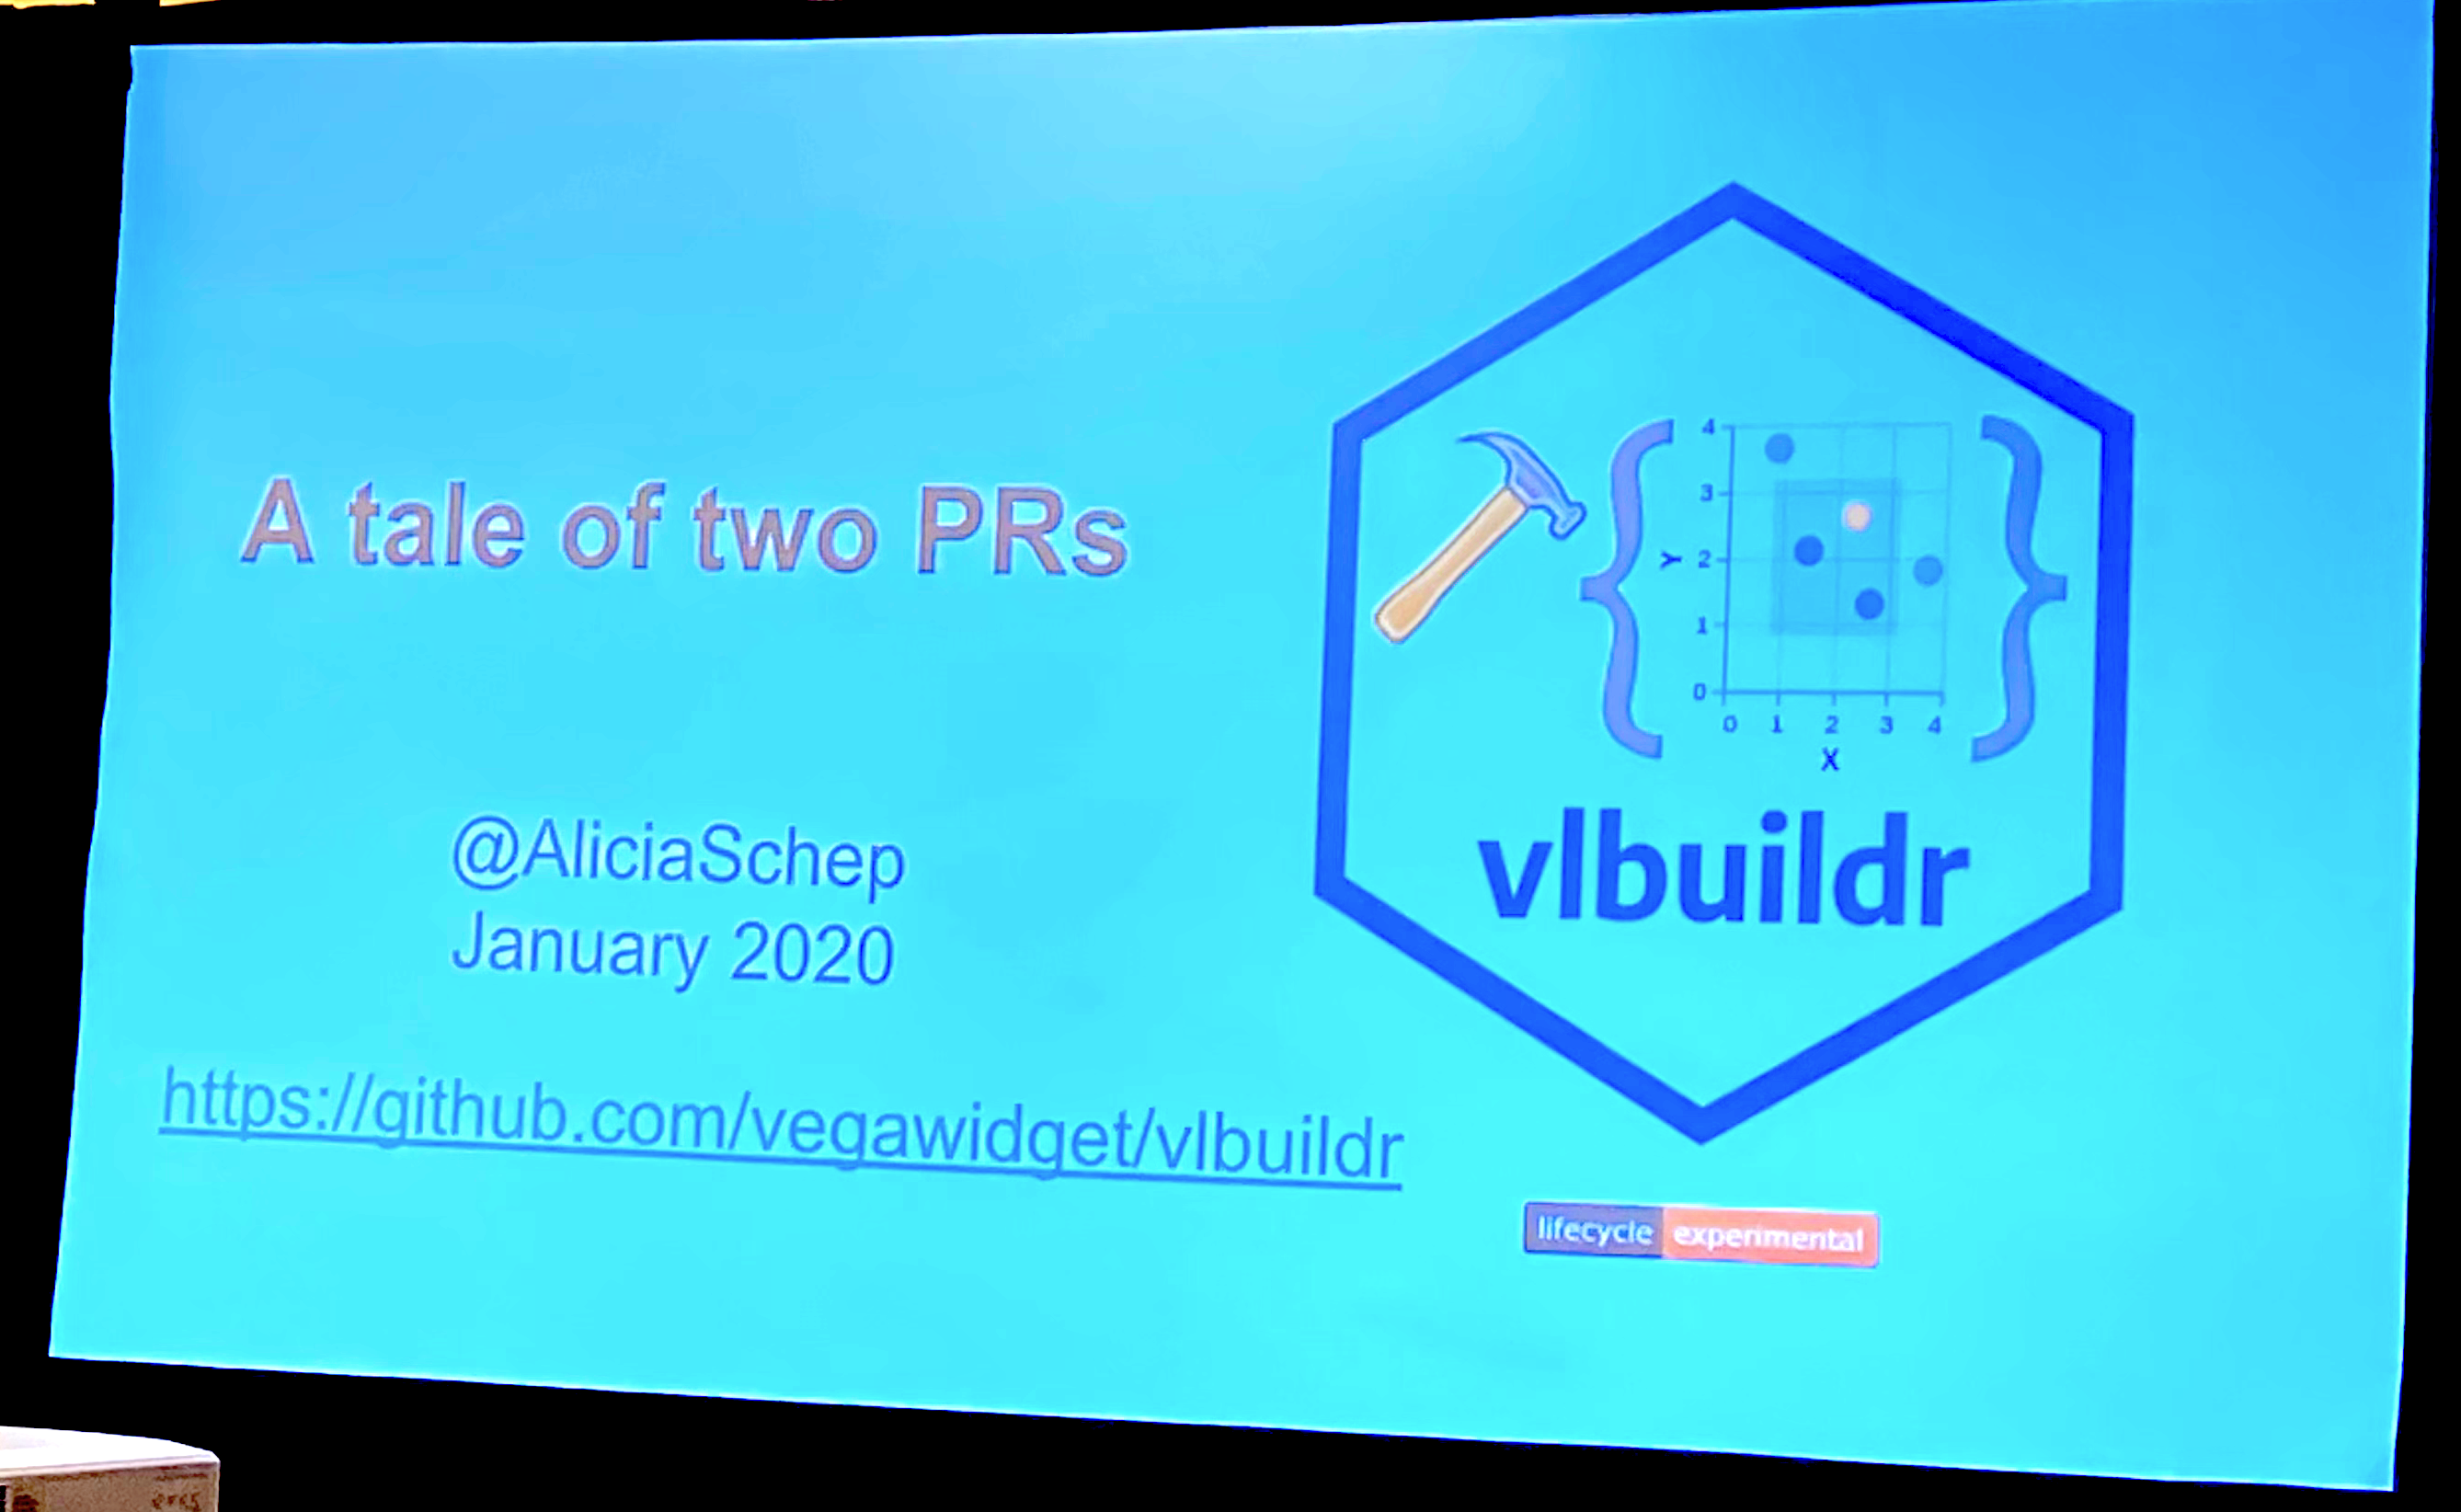 A tale of two PRs
@AliciaSchep
January 2020
https://github.com/vegawidget/vlbuildr
4
3
Y 2
1
0
0 1 2 3 4
X
vlbuildr
lifecycle experimental